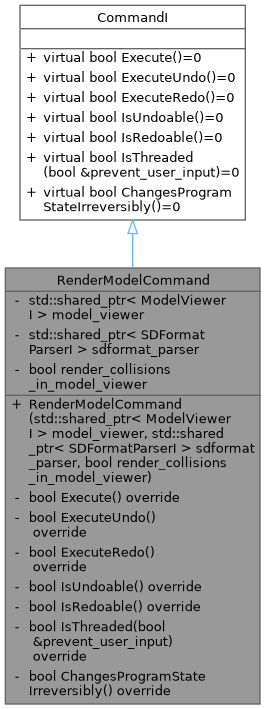 CommandI
+ virtual bool Execute()=0
+ virtual bool ExecuteUndo()=0
+ virtual bool ExecuteRedo()=0
+ virtual bool IsUndoable()=0
+ virtual bool IsRedoable()=0
+ virtual bool IsThreaded
(bool &prevent_user_input)=0
+ virtual bool ChangesProgram
StateIrreversibly()=0
RenderModelCommand
- std::shared_ptr< ModelViewer
I > model_viewer
- std::shared_ptr< SDFormat
ParserI > sdformat_parser
- bool render_collisions
_in_model_viewer
+ RenderModelCommand
(std::shared_ptr< ModelViewer
I > model_viewer, std::shared
_ptr< SDFormatParserI > sdformat
_parser, bool render_collisions
_in_model_viewer)
- bool Execute() override
- bool ExecuteUndo()
override
- bool ExecuteRedo()
override
- bool IsUndoable() override
- bool IsRedoable() override
- bool IsThreaded(bool
&prevent_user_input)
override
- bool ChangesProgramState
Irreversibly() override